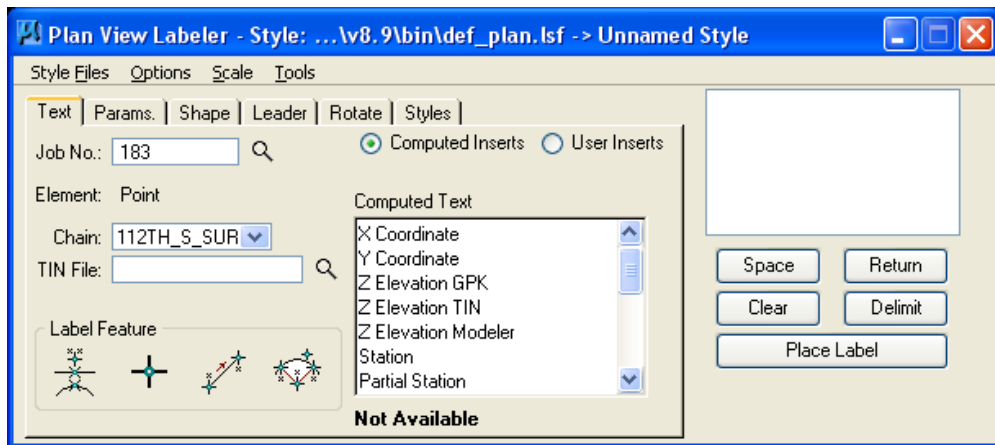 Plan View Labeler - Style: ...\v8.9\bin\def_plan.lsf -> Unnamed Style
Style Files Options Scale Tools
Text Params. Shape Leader Rotate Styles
Job No.: 183
Computed Inserts User Inserts
Element: Point
Chain: 112TH_S_SUR
TIN File:
Label Feature
Computed Text
X Coordinate
Y Coordinate
Z Elevation GPK
Z Elevation TIN
Z Elevation Modeler
Station
Partial Station
Not Available
Space Return
Clear Delimit
Place Label